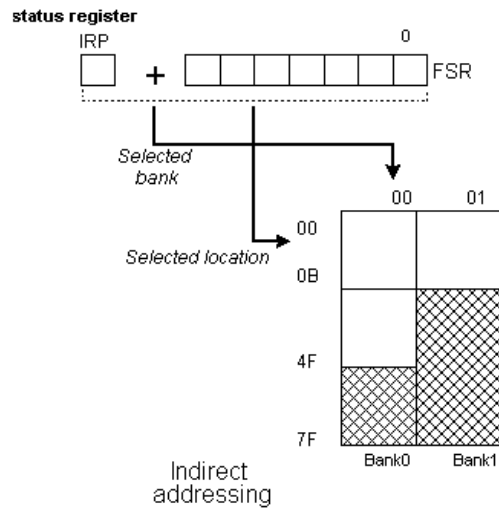 status register
IRP
0
+
FSR
Selected
bank
00 01
00
Selected location
0B
4F
7F
Bank0 Bank1
Indirect
addressing